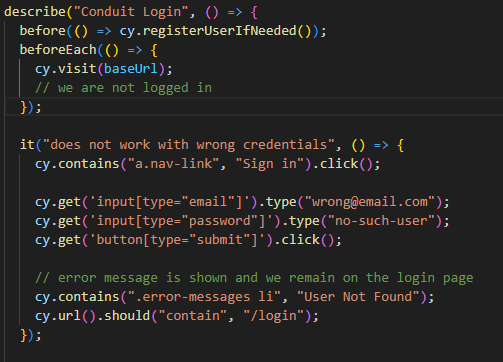 describe("Conduit Login", () => {
before(() => cy.registerUserIfNeeded());
beforeEach(() => {
cy.visit(baseUrl);
// we are not logged in
});
it("does not work with wrong credentials", () => {
cy.contains("a.nav-link", "Sign in").click();
cy.get('input[type="email"]').type("wrong@email.com");
cy.get('input[type="password"]').type("no-such-user");
cy.get('button[type="submit"]').click();
// error message is shown and we remain on the login page
cy.contains(".error-messages li", "User Not Found");
cy.url().should("contain", "/login");
});